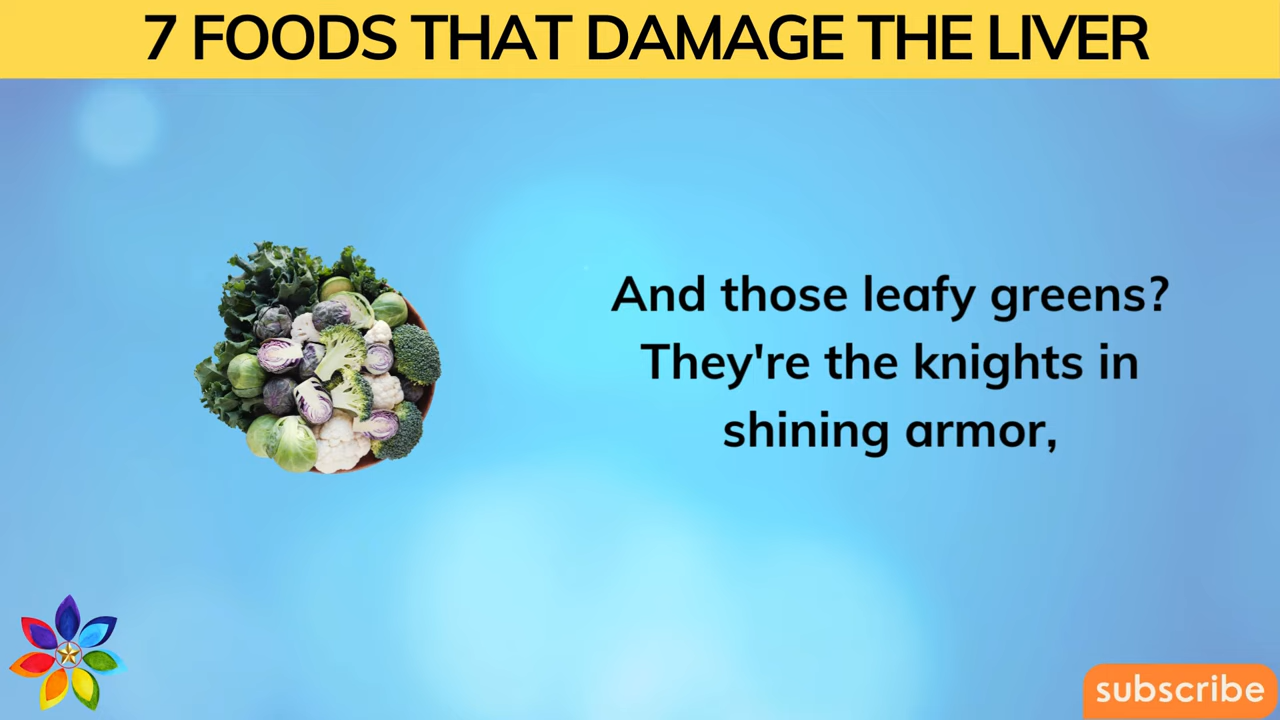 7 FOODS THAT DAMAGE THE LIVER
And those leafy greens?
They're the knights in
shining armor,
subscribe